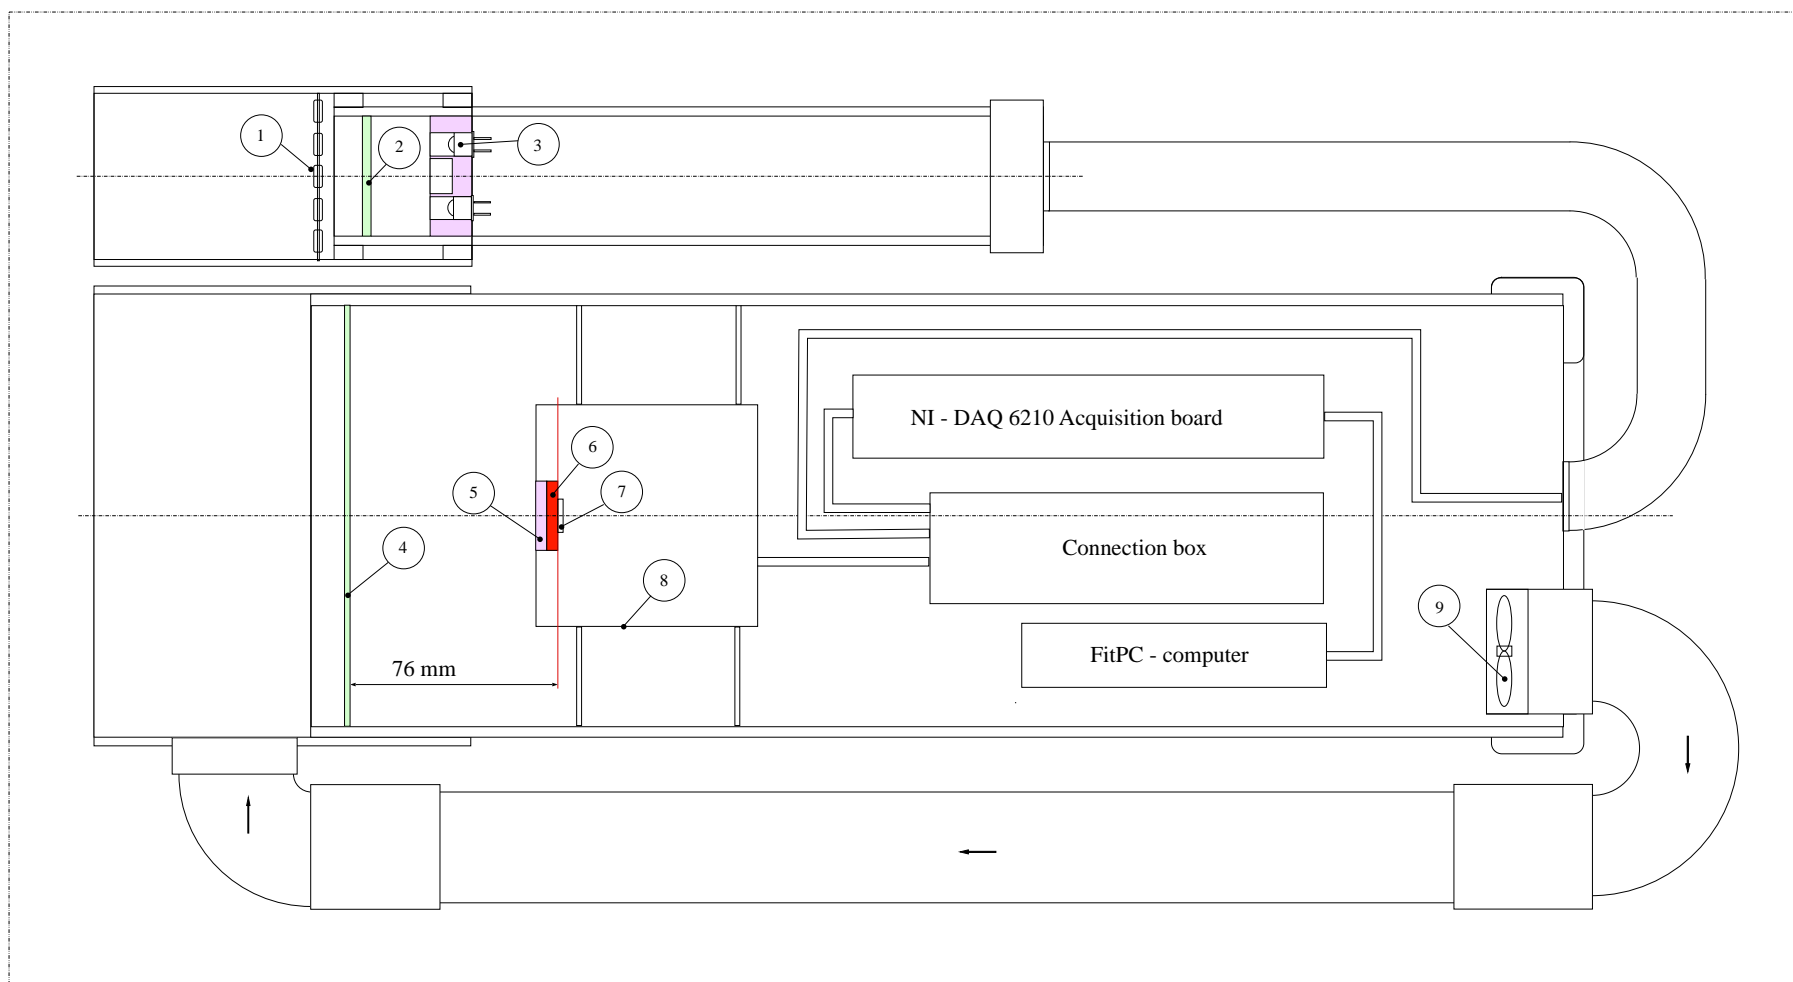 1
2
3
NI - DAQ 6210 Acquisition board
6
5
7
4
Connection box
8
9
76 mm
FitPC - computer